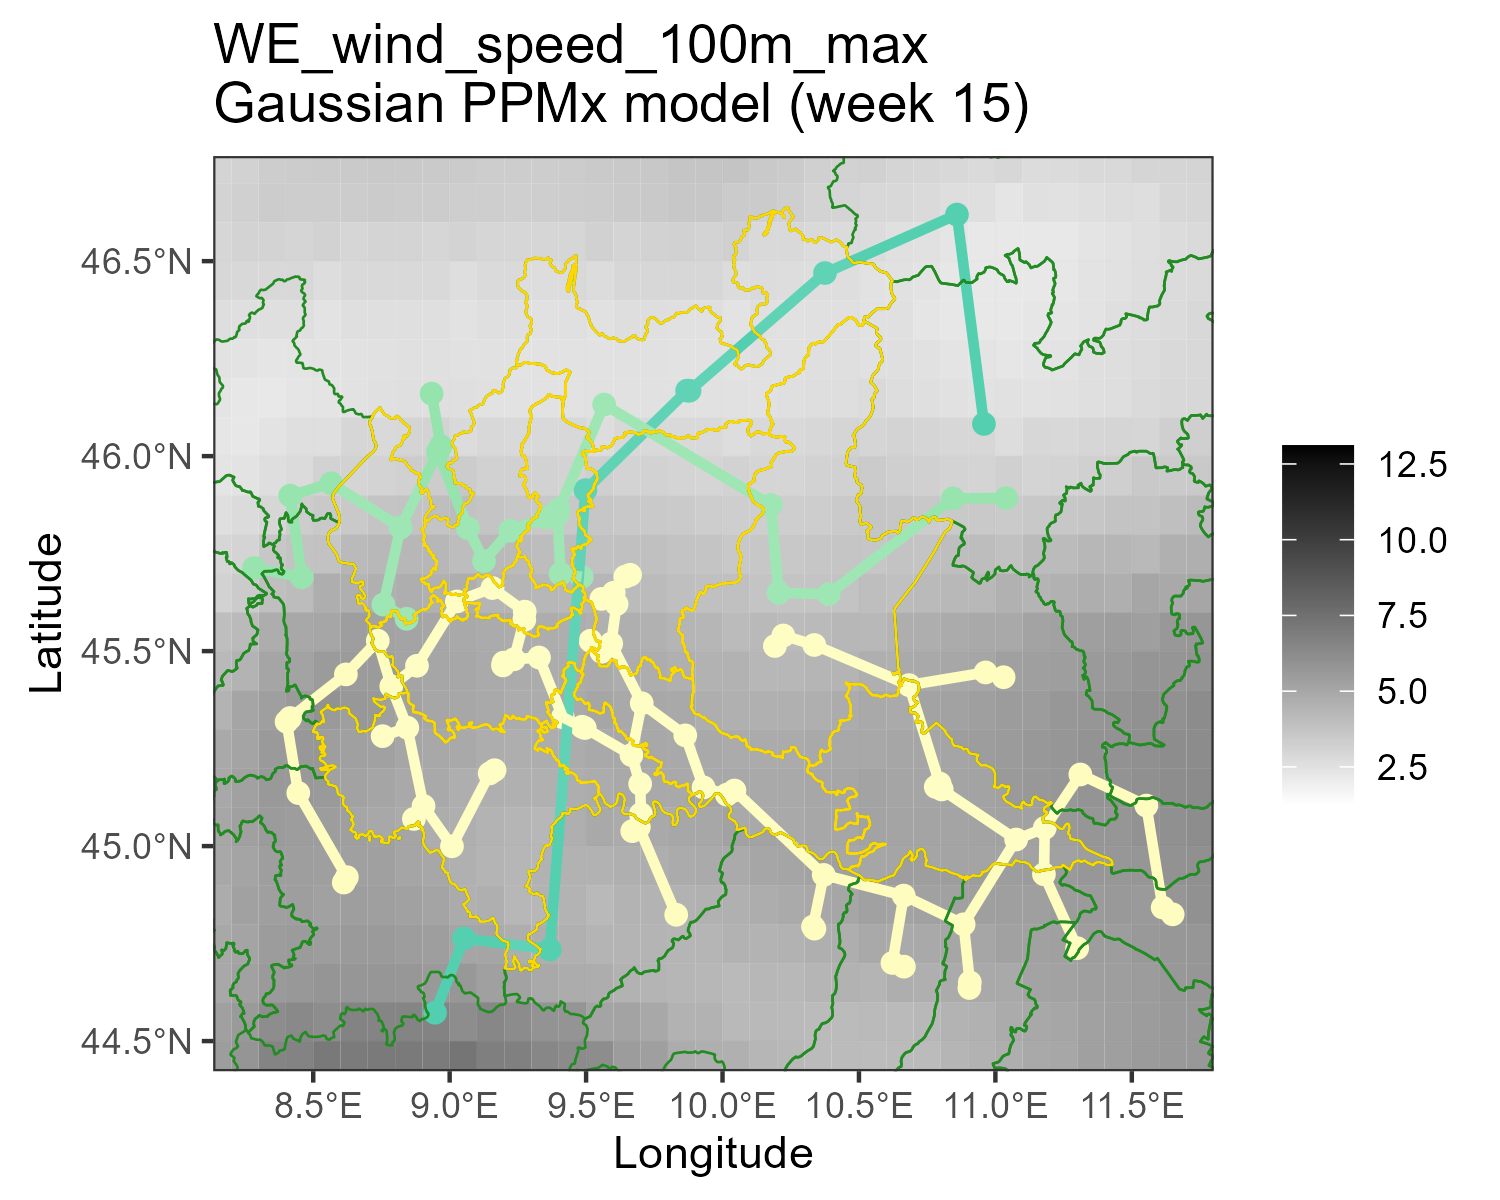 WE_wind_speed_100m_max
Gaussian PPMx model (week 15)
46.5°N
46.0°N
45.5°N
45.0°N
44.5°N
Latitude
8.5°E 9.0°E 9.5°E 10.0°E 10.5°E 11.0°E 11.5°E
Longitude
12.5
10.0
7.5
5.0
2.5